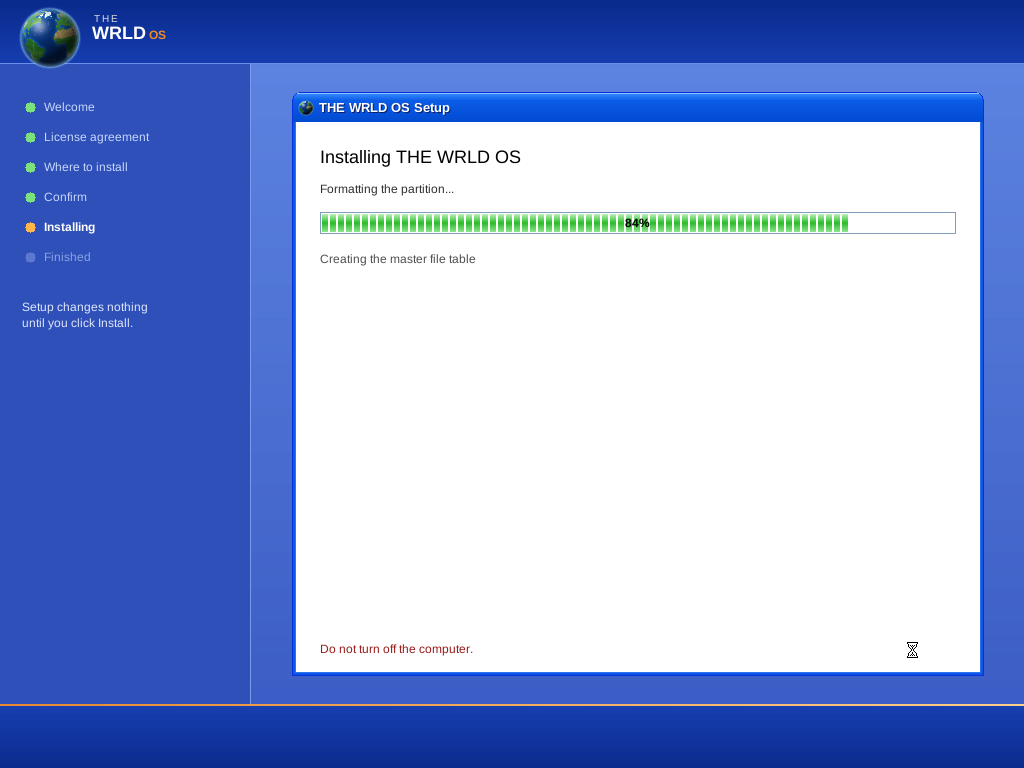 THE
WRLD OS
Welcome
License agreement
Where to install
Confirm
Installing
Finished
Setup changes nothing
until you click Install.
THE WRLD OS Setup
Installing THE WRLD OS
Formatting the partition...
84%
Creating the master file table
Do not turn off the computer.